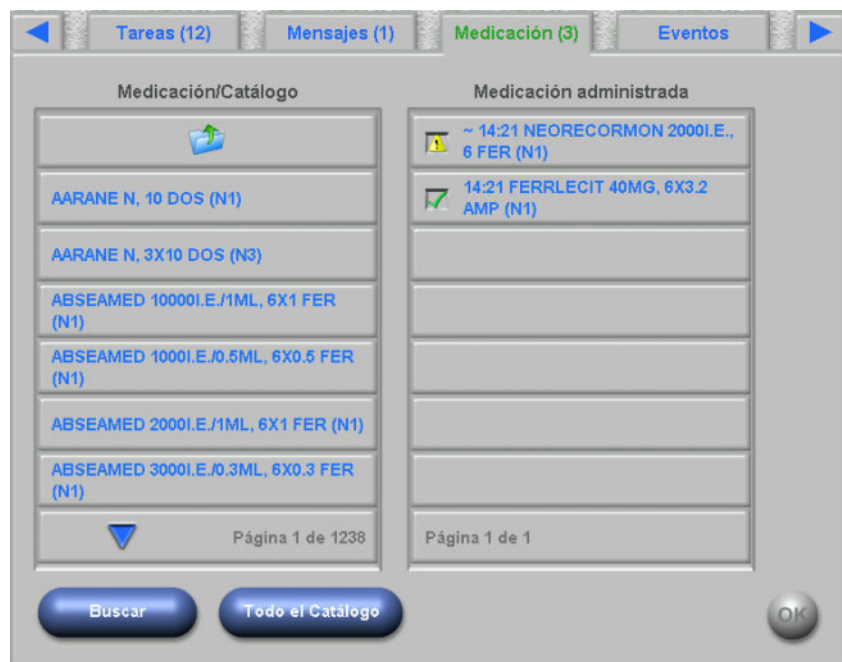 Tareas (12) Mensajes (1) Medicación (3) Eventos
Medicación/Catálogo
AARANE N, 10 DOS (N1)
AARANE N, 3X10 DOS (N3)
ABSEAMED 10000I.E./1ML, 6X1 FER
(N1)
ABSEAMED 1000I.E./0.5ML, 6X0.5 FER
(N1)
ABSEAMED 2000I.E./1ML, 6X1 FER (N1)
ABSEAMED 3000I.E./0.3ML, 6X0.3 FER
(N1)
Página 1 de 1238
Medicación administrada
~ 14:21 NEORECORMON 2000I.E.,
6 FER (N1)
14:21 FERRLECIT 40MG, 6X3.2
AMP (N1)
Página 1 de 1
Buscar Todo el Catálogo OK